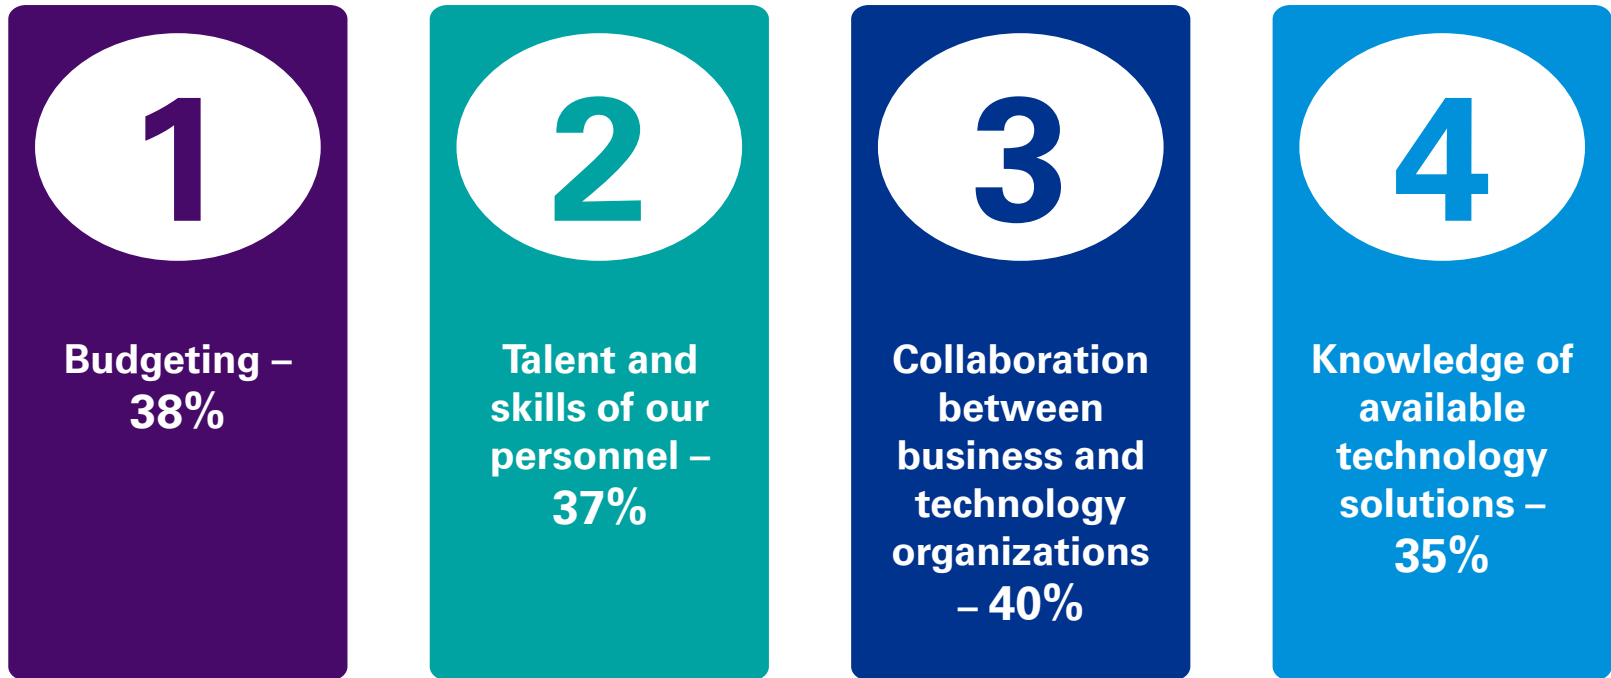 1
Budgeting –
38%
2
Talent and
skills of our
personnel –
37%
3
Collaboration
between
business and
technology
organizations
– 40%
4
Knowledge of
available
technology
solutions –
35%